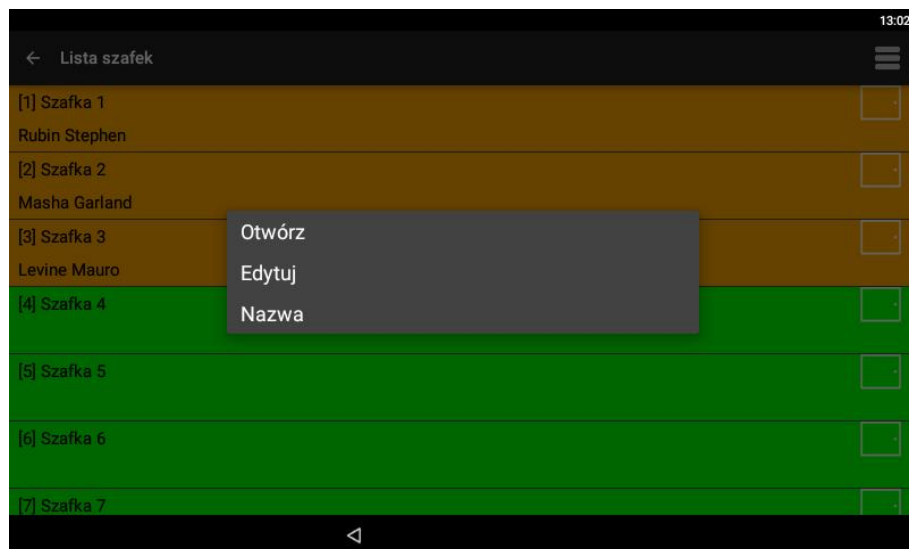 13:02
Lista szafek
[1] Szafka 1
Rubin Stephen
[2] Szafka 2
Masha Garland
[3] Szafka 3
Levine Mauro
Otwórz
Edytuj
Nazwa
[4] Szafka 4
[5] Szafka 5
[6] Szafka 6
[7] Szafka 7